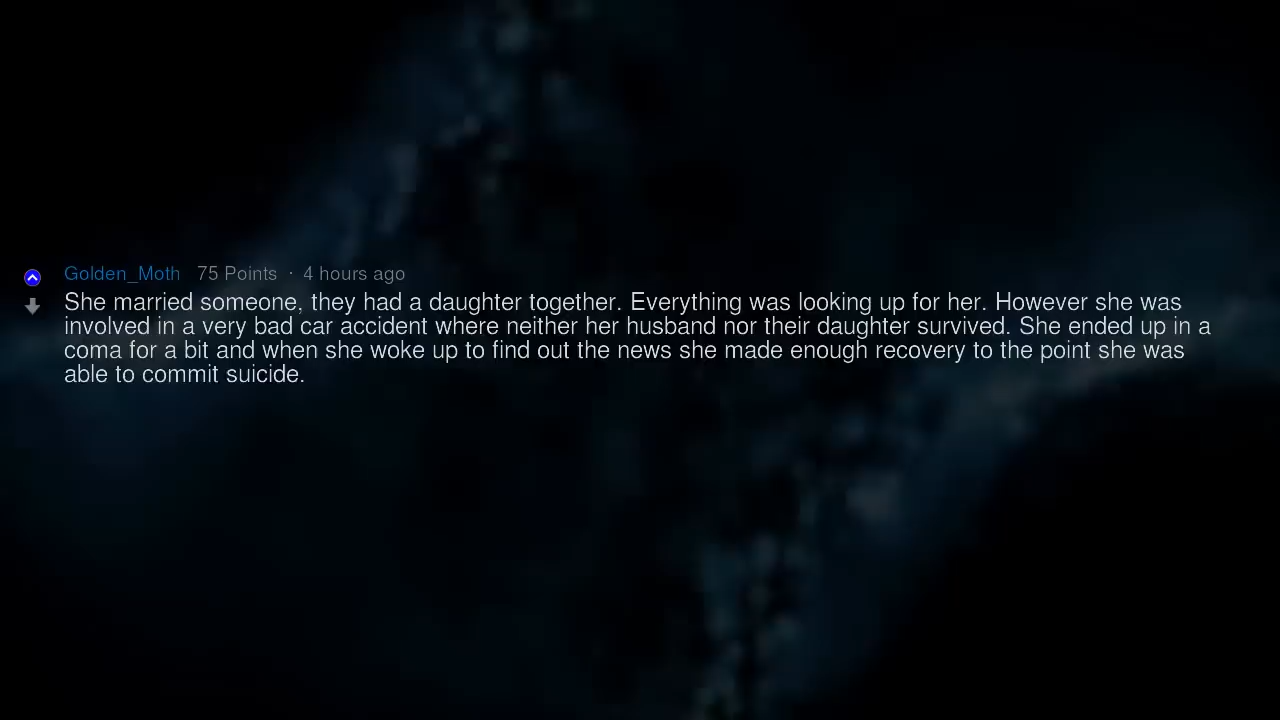 Golden_Moth 75 Points · 4 hours ago
She married someone, they had a daughter together. Everything was looking up for her. However she was
involved in a very bad car accident where neither her husband nor their daughter survived. She ended up in a
coma for a bit and when she woke up to find out the news she made enough recovery to the point she was
able to commit suicide.